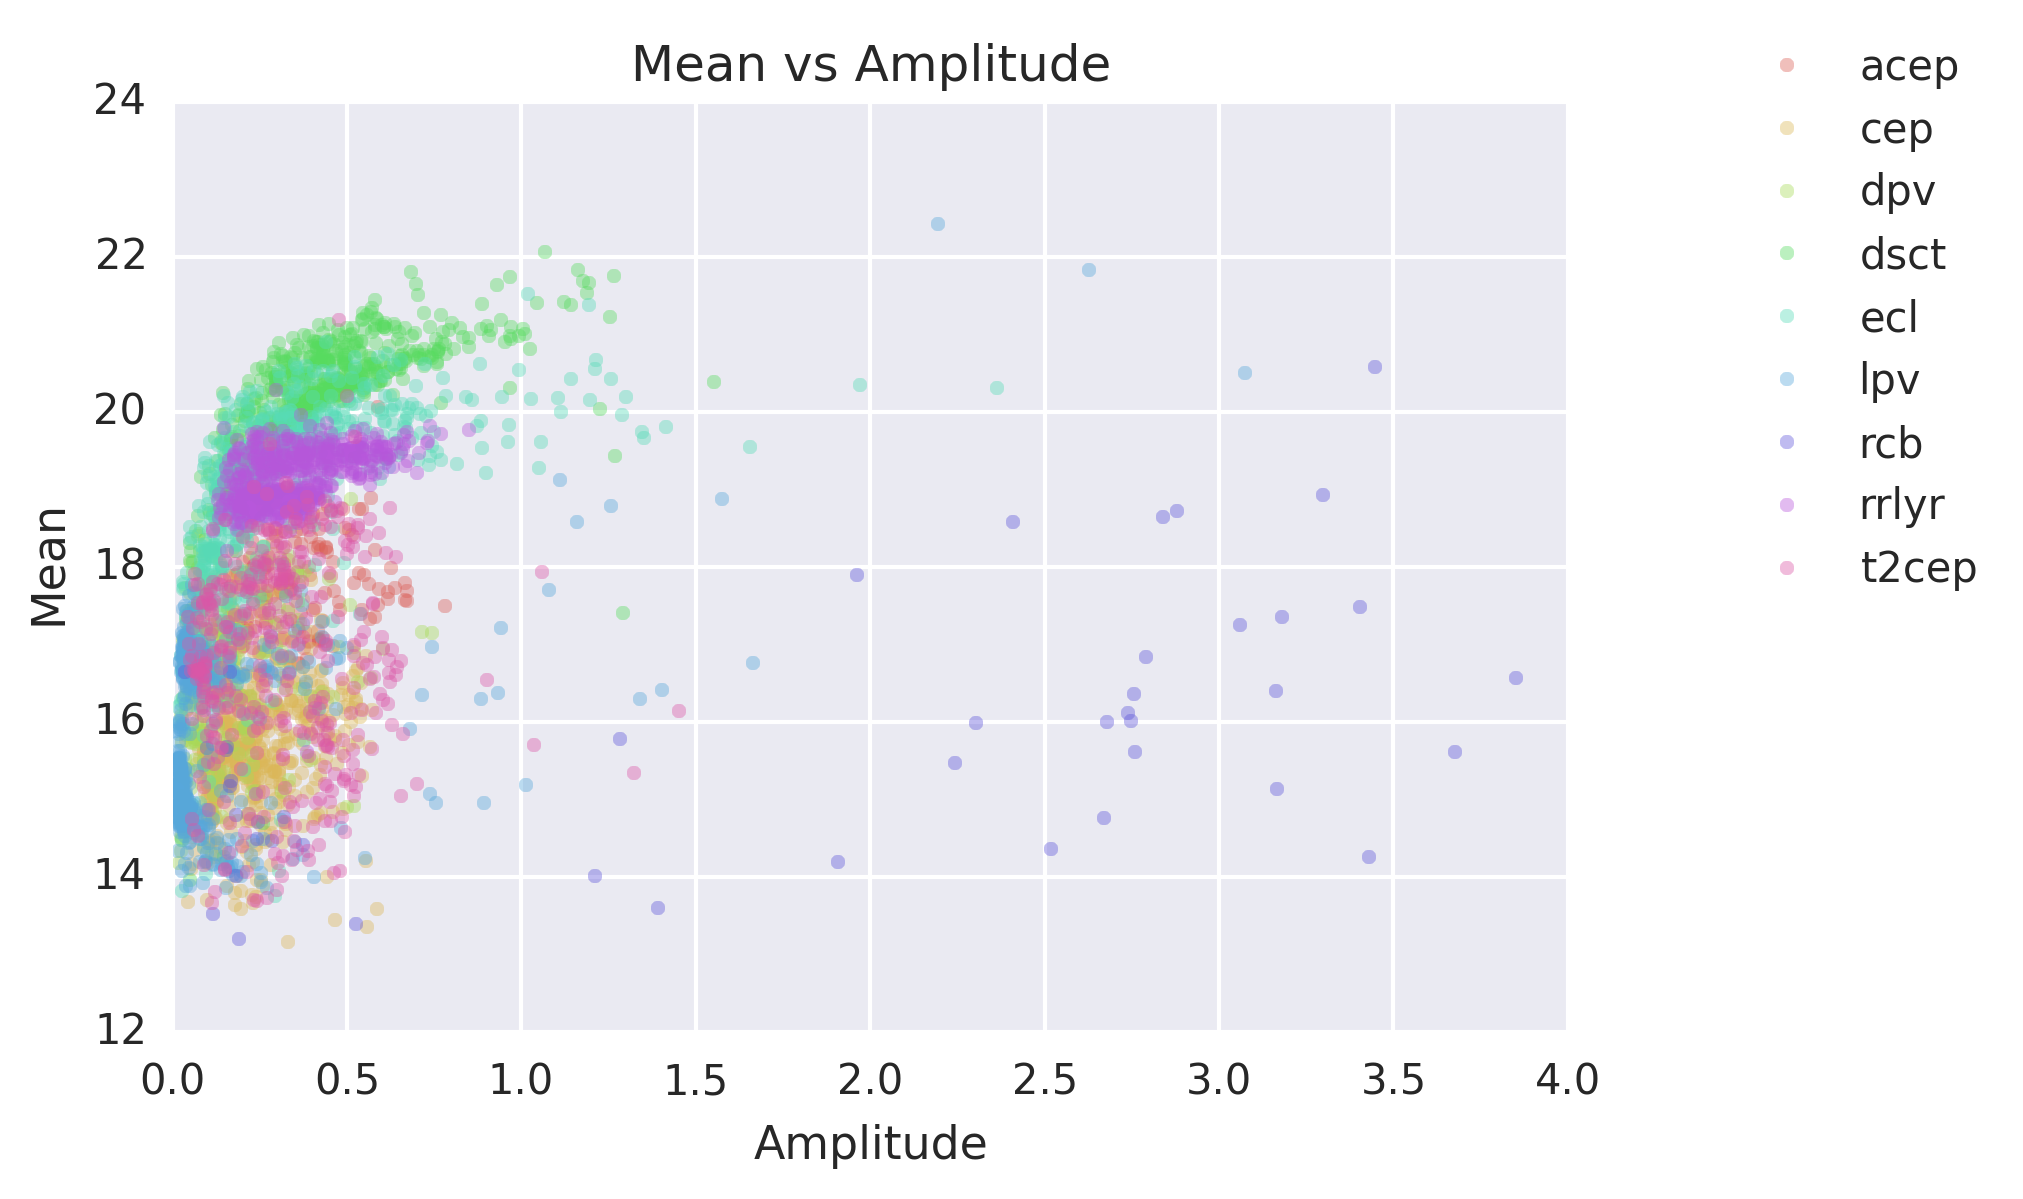 Mean vs Amplitude
24
22
20
18
16
14
12
Mean
0.0 0.5 1.0 1.5 2.0 2.5 3.0 3.5 4.0
Amplitude
acep
cep
dpv
dsct
ecl
lpv
rcb
rrlyr
t2cep